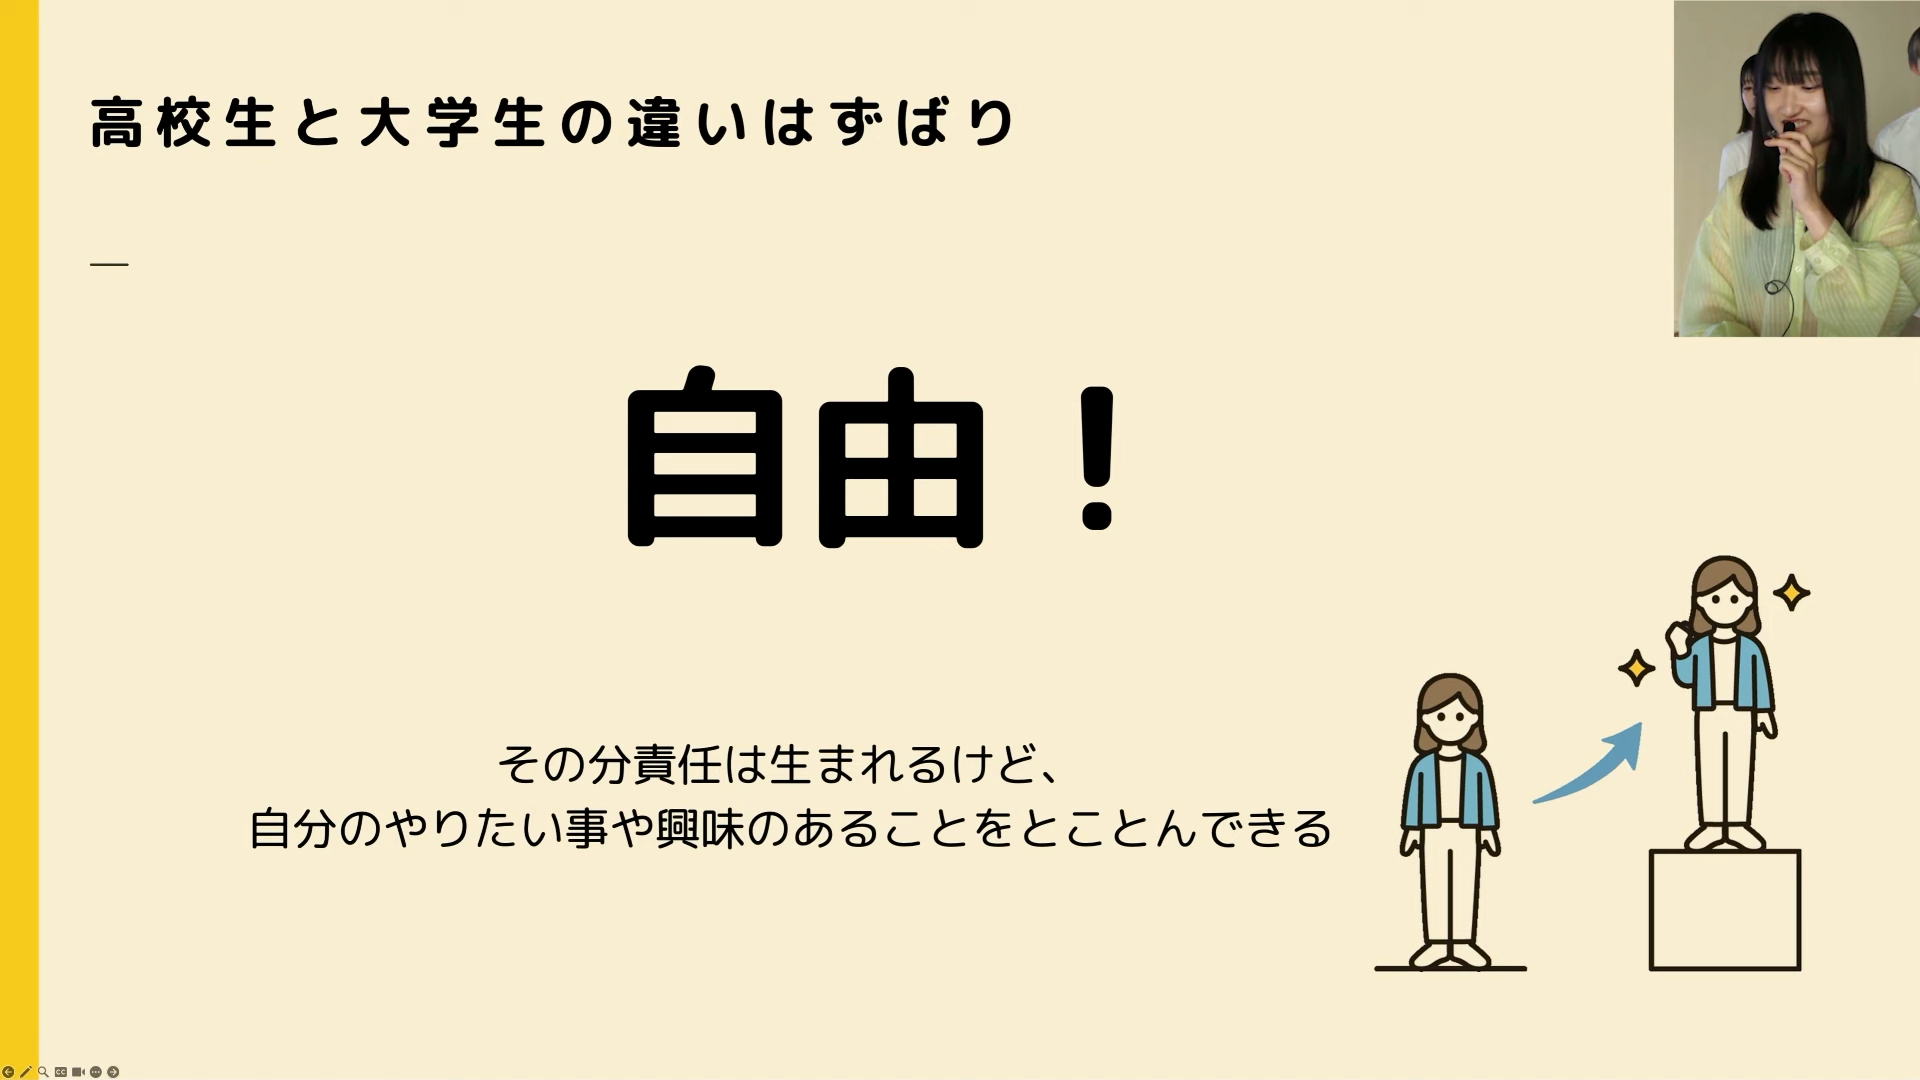 高校生と大学生の違いはずばり
自由！
その分責任は生まれるけど、
自分のやりたい事や興味のあることをとことんできる